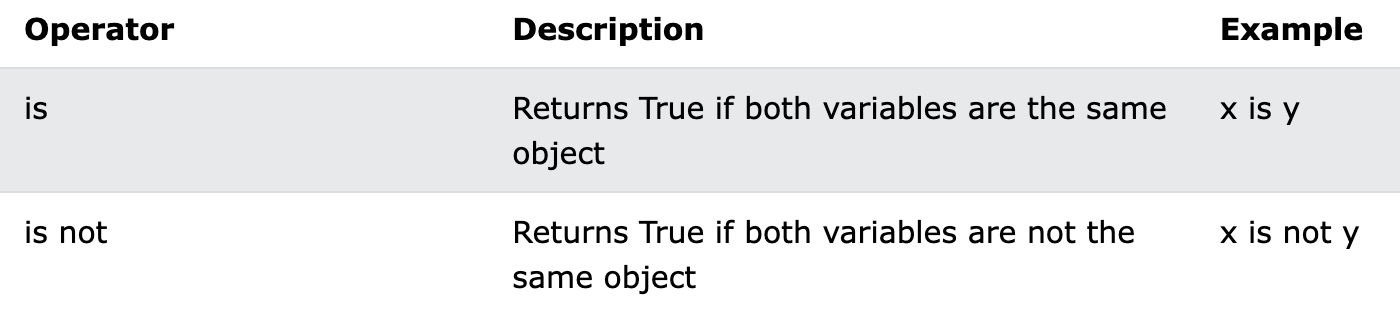 Operator Description Example
is Returns True if both variables are the same x is y
object
is not Returns True if both variables are not the x is not y
same object